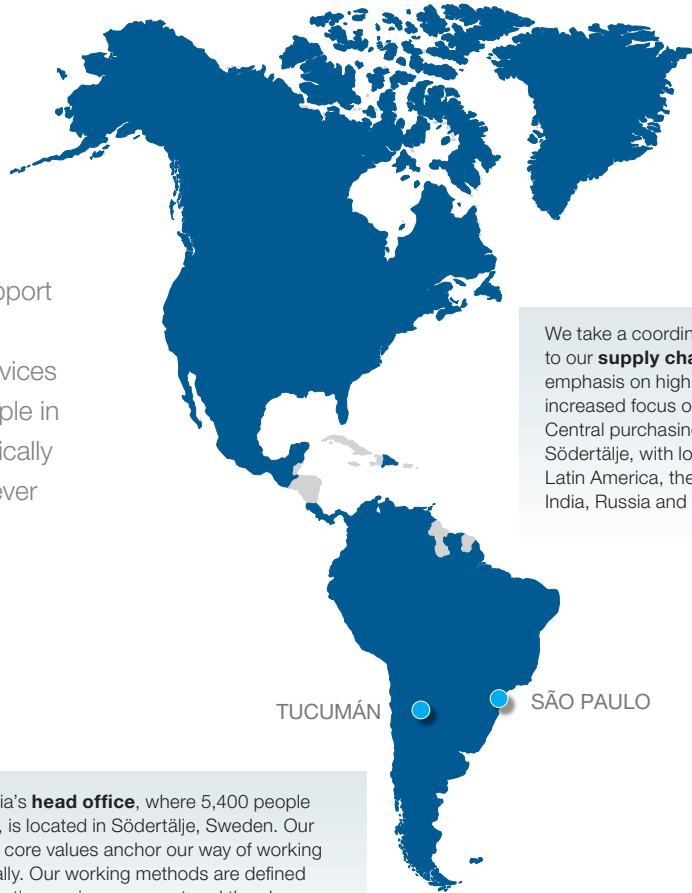 pport
vices
ple in
ically
ever
We take a coordin
to our supply cha
emphasis on high
increased focus o
Central purchasing
Södertälje, with lo
Latin America, the
India, Russia and
TUCUMÁN
SÃO PAULO
ia's head office, where 5,400 people
, is located in Södertälje, Sweden. Our
core values anchor our way of working
ally. Our working methods are defined